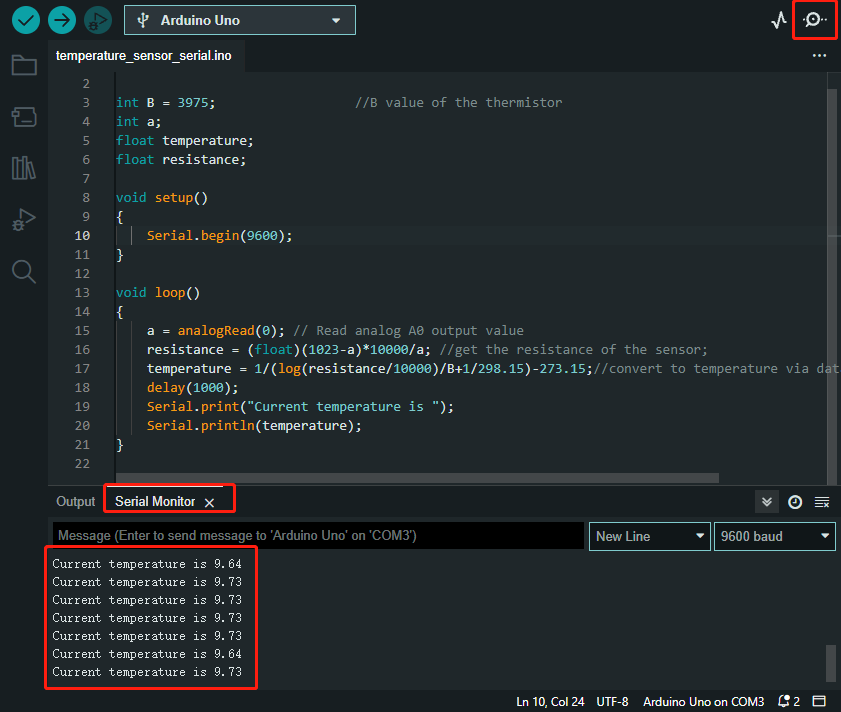 Arduino Uno
temperature_sensor_serial.ino
2
3 int B = 3975; //B value of the thermistor
4 int a;
5 float temperature;
6 float resistance;
7
8 void setup()
9 {
10 Serial.begin(9600);
11 }
12
13 void loop()
14 {
15 a = analogRead(0); // Read analog A0 output value
16 resistance = (float)(1023-a)*10000/a; //get the resistance of the sensor;
17 temperature = 1/(log(resistance/10000)/B+1/298.15)-273.15;//convert to temperature via dat
18 delay(1000);
19 Serial.print("Current temperature is ");
20 Serial.println(temperature);
21 }
22
Output Serial Monitor
Message (Enter to send message to 'Arduino Uno' on 'COM3') New Line 9600 baud
Current temperature is 9.64
Current temperature is 9.73
Current temperature is 9.73
Current temperature is 9.73
Current temperature is 9.73
Current temperature is 9.64
Current temperature is 9.73
Ln 10, Col 24 UTF-8 Arduino Uno on COM3 2